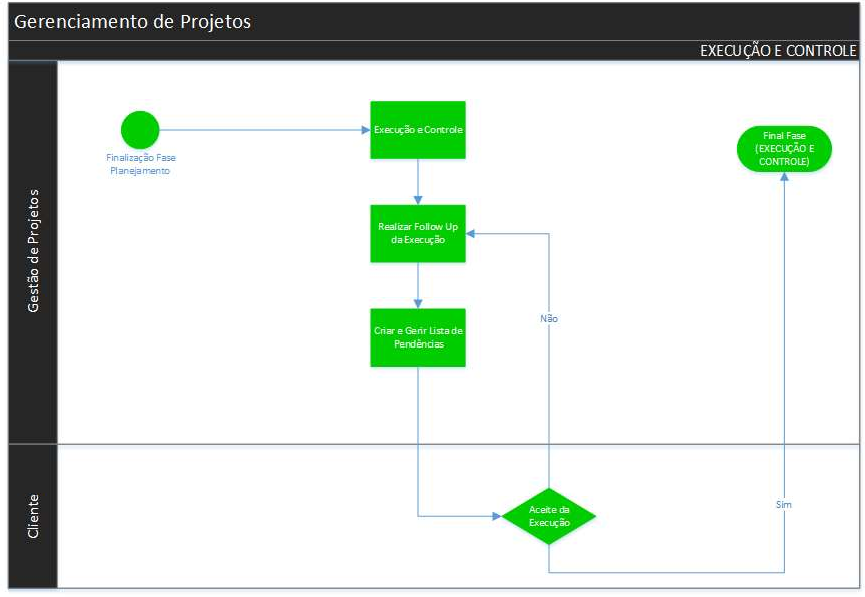 Gerenciamento de Projetos
EXECUÇÃO E CONTROLE
Gestão de Projetos
Finalização Fase
Planejamento
Execução e Controle
Final Fase
(EXECUÇÃO E
CONTROLE)
Realizar Follow Up
da Execução
Não
Criar e Gerir Lista de
Pendências
Cliente
Aceite da
Execução
Sim